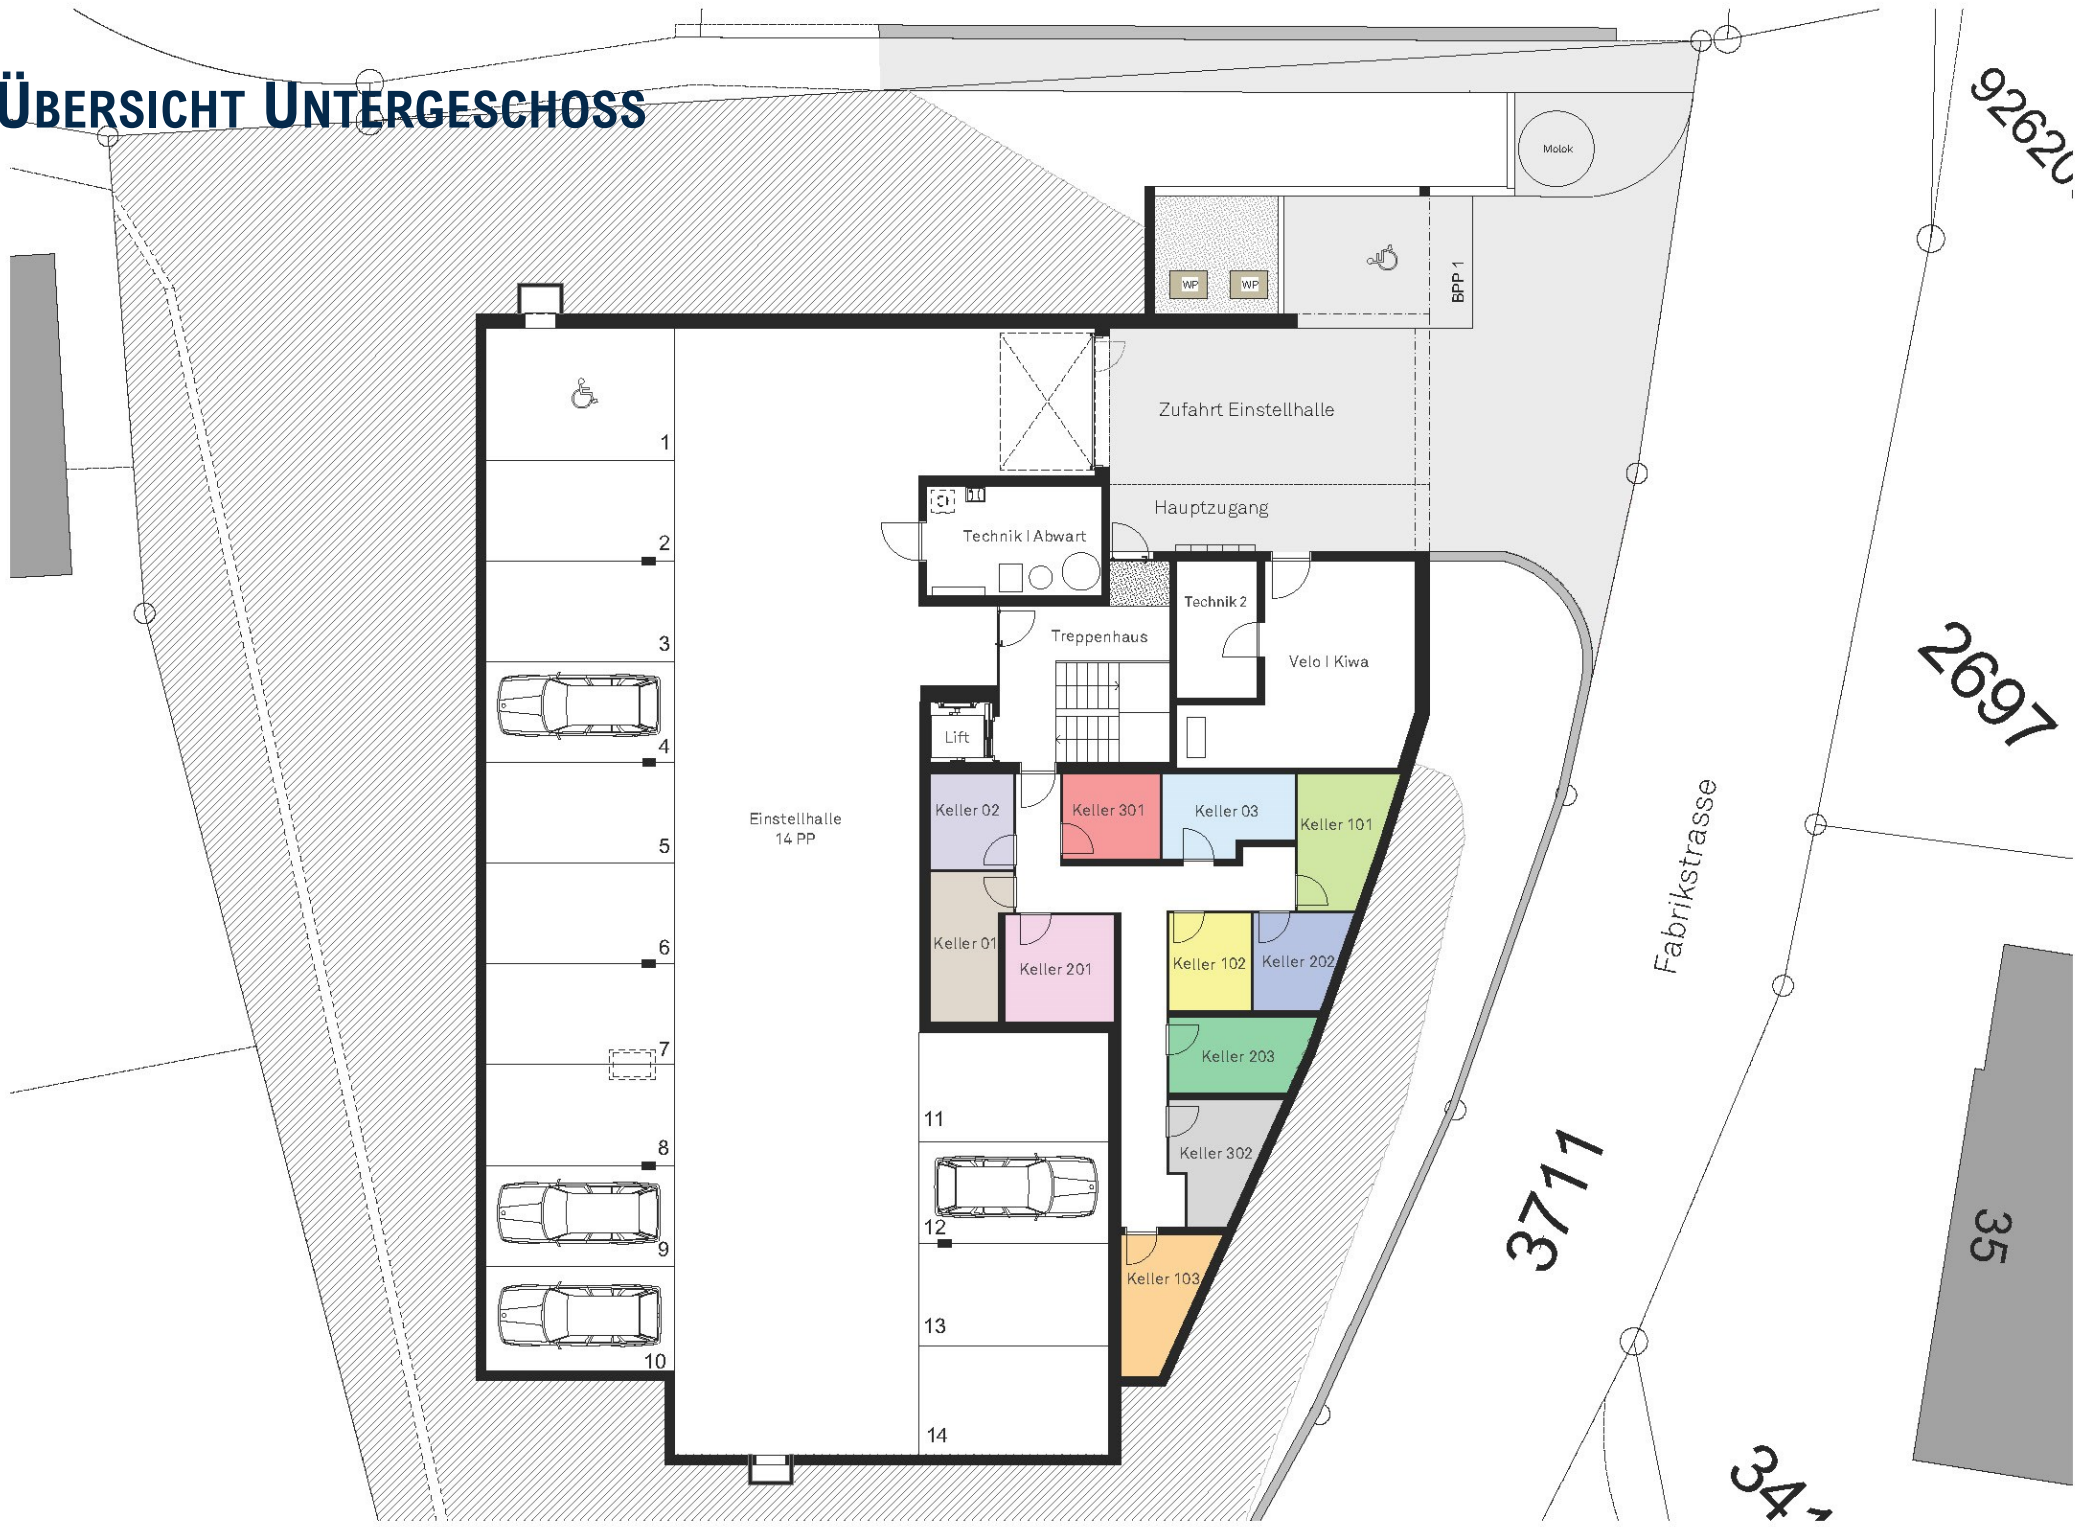 ÜBERSICHT UNTERGESCHOSS
Molok
WP
WP
BPP 1
1
Zufahrt Einstellhalle
Hauptzugang
2
Technik | Abwart
Technik 2
Treppenhaus
Velo | Kiwa
3
Lift
4
Einstellhalle
14 PP
Keller 02
Keller 301
Keller 03
Keller 101
5
6
Keller 01
Keller 201
Keller 102
Keller 202
7
Keller 203
8
11
Keller 302
9
12
Keller 103
10
13
14
Fabrikstrasse
2697
3711
35